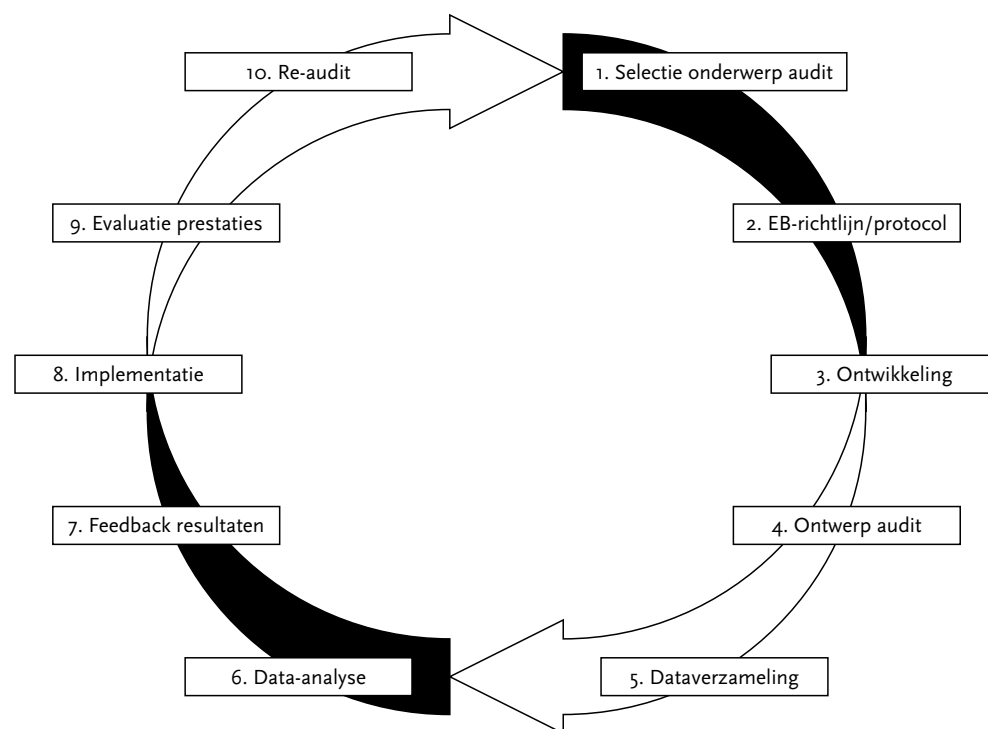 1. Selectie onderwerp audit
2. EB-richtlijn/protocol
3. Ontwikkeling
4. Ontwerp audit
5. Dataverzameling
6. Data-analyse
7. Feedback resultaten
8. Implementatie
9. Evaluatie prestaties
10. Re-audit